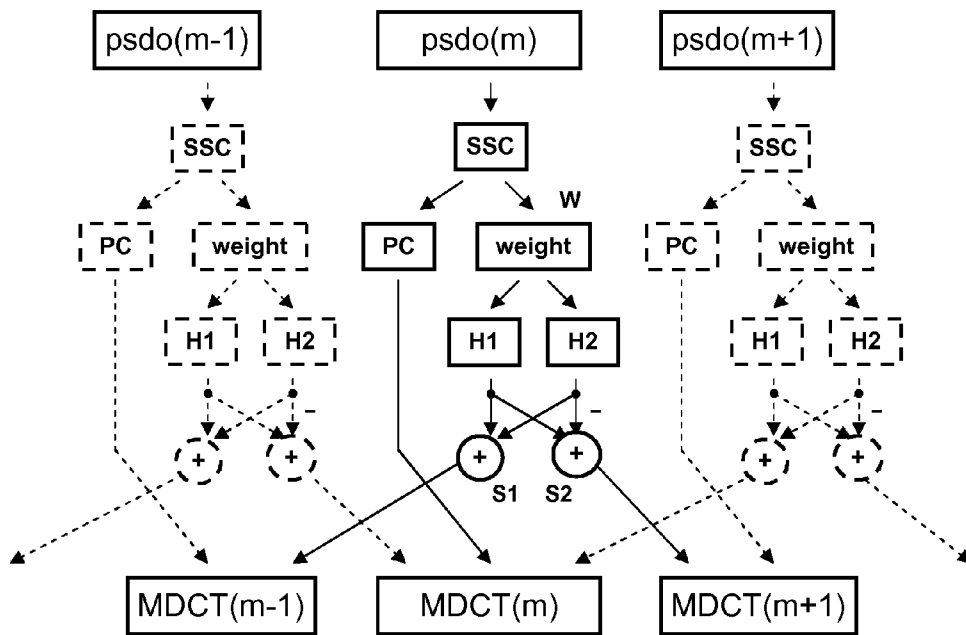 psdo(m-1) psdo(m) psdo(m+1)
SSC SSC SSC
W
PC weight PC weight PC weight
H1 H2 H1 H2 H1 H2
– – –
+ + + + + +
S1 S2
MDCT(m-1) MDCT(m) MDCT(m+1)